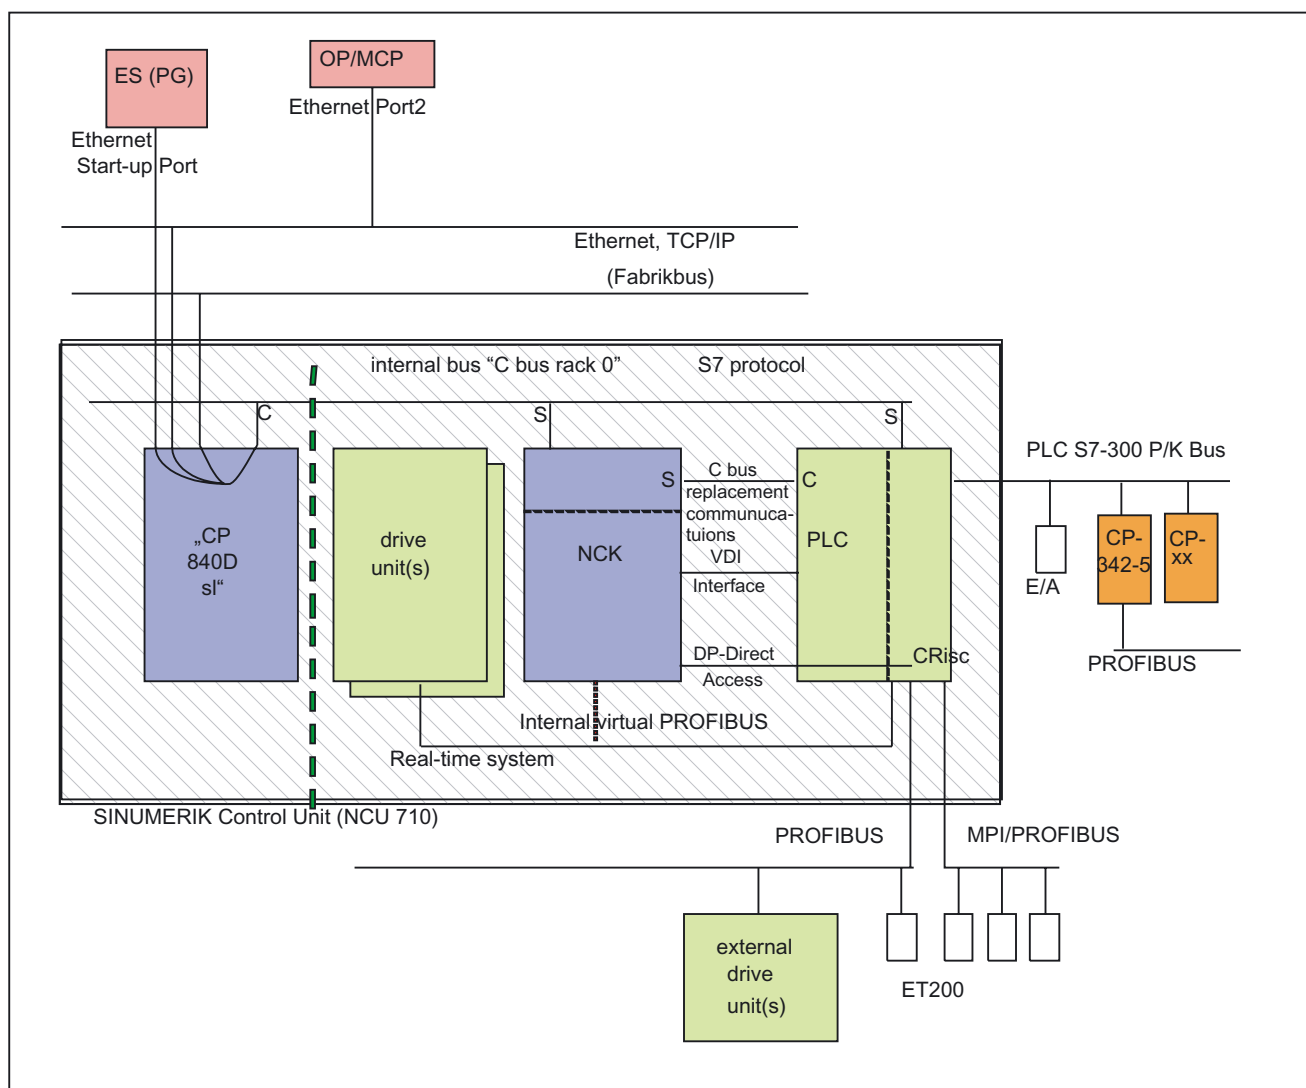 ES (PG)
OP/MCP
Ethernet Port2
Ethernet
Start-up Port
Ethernet, TCP/IP
(Fabrikbus)
internal bus “C bus rack 0”
S7 protocol
C
S
S
PLC S7-300 P/K Bus
„CP
840D
sl“
drive
unit(s)
NCK
S
C bus
replacement
communuca-
tuions
VDI
Interface
C
PLC
DP-Direct
Access
CRisc
E/A
CP-
342-5
CP-
xx
PROFIBUS
Internal virtual PROFIBUS
Real-time system
SINUMERIK Control Unit (NCU 710)
PROFIBUS
MPI/PROFIBUS
external
drive
unit(s)
ET200